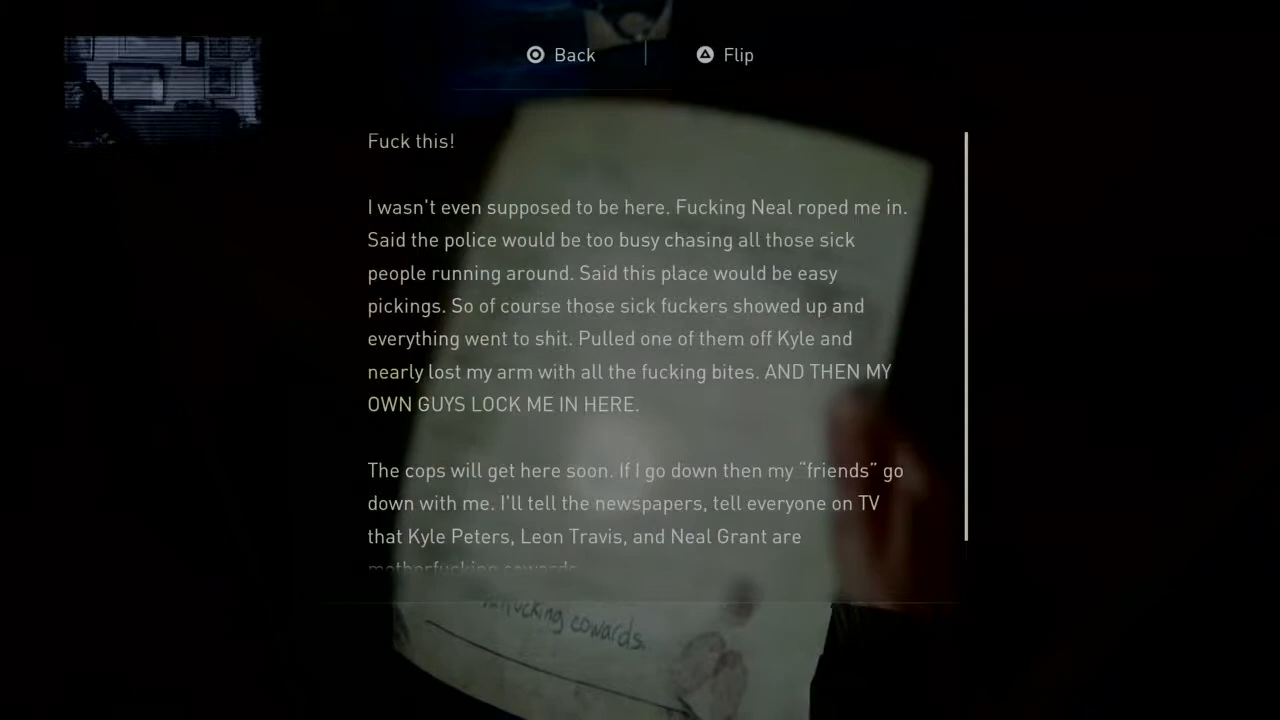 Back
Flip
Fuck this!
I wasn't even supposed to be here. Fucking Neal roped me in.
Said the police would be too busy chasing all those sick
people running around. Said this place would be easy
pickings. So of course those sick fuckers showed up and
everything went to shit. Pulled one of them off Kyle and
nearly lost my arm with all the fucking bites. AND THEN MY
OWN GUYS LOCK ME IN HERE.
The cops will get here soon. If I go down then my “friends” go
down with me. I'll tell the newspapers, tell everyone on TV
that Kyle Peters, Leon Travis, and Neal Grant are
motherfucking cowards.
cowards.